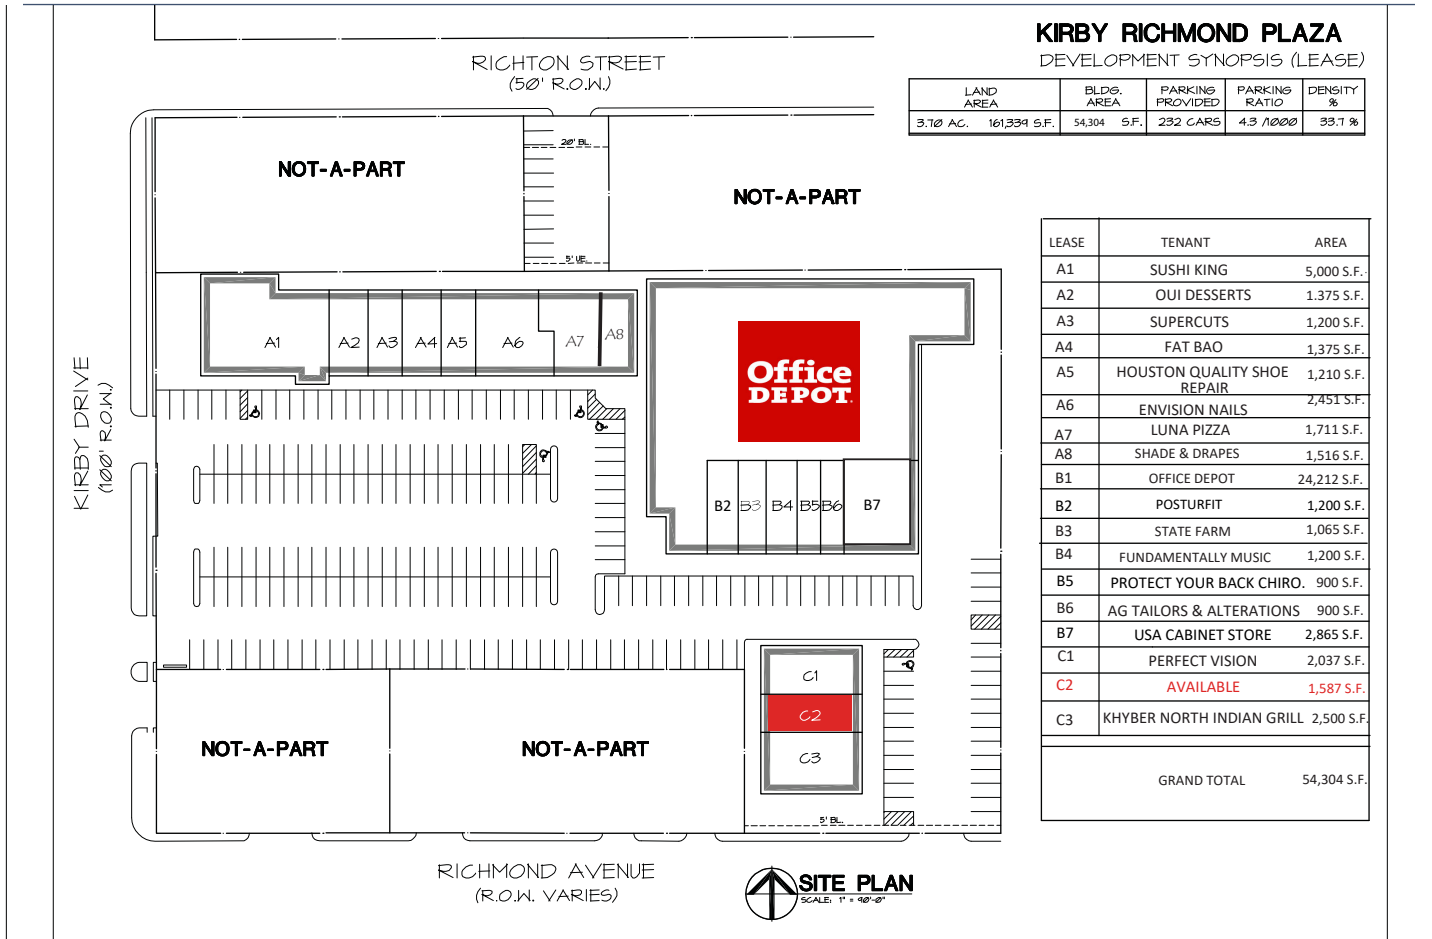 KIRBY RICHMOND PLAZA
DEVELOPMENT SYNOPSIS (LEASE)
LAND AREA BLDG. AREA PARKING PROVIDED PARKING RATIO DENSITY %
3.70 AC. 161,339 S.F. 54,304 S.F. 232 CARS 4.3 /1000 33.7 %
RICHTON STREET
(50' R.O.W.)
20' BL.
NOT-A-PART
NOT-A-PART
5' UE.
KIRBY DRIVE
(100' R.O.W.)
A1 A2 A3 A4 A5 A6 A7 A8
Office
DEPOT
B2 B3 B4 B5 B6 B7
C1
C2
C3
NOT-A-PART
NOT-A-PART
5' BL.
RICHMOND AVENUE
(R.O.W. VARIES)
SITE PLAN
SCALE: 1" = 90'-0"
LEASE TENANT AREA
A1 SUSHI KING 5,000 S.F.
A2 OUI DESSERTS 1.375 S.F.
A3 SUPERCUTS 1,200 S.F.
A4 FAT BAO 1,375 S.F.
A5 HOUSTON QUALITY SHOE REPAIR 1,210 S.F.
A6 ENVISION NAILS 2,451 S.F.
A7 LUNA PIZZA 1,711 S.F.
A8 SHADE & DRAPES 1,516 S.F.
B1 OFFICE DEPOT 24,212 S.F.
B2 POSTURFIT 1,200 S.F.
B3 STATE FARM 1,065 S.F.
B4 FUNDAMENTALLY MUSIC 1,200 S.F.
B5 PROTECT YOUR BACK CHIRO. 900 S.F.
B6 AG TAILORS & ALTERATIONS 900 S.F.
B7 USA CABINET STORE 2,865 S.F.
C1 PERFECT VISION 2,037 S.F.
C2 AVAILABLE 1,587 S.F.
C3 KHYBER NORTH INDIAN GRILL 2,500 S.F.
GRAND TOTAL 54,304 S.F.